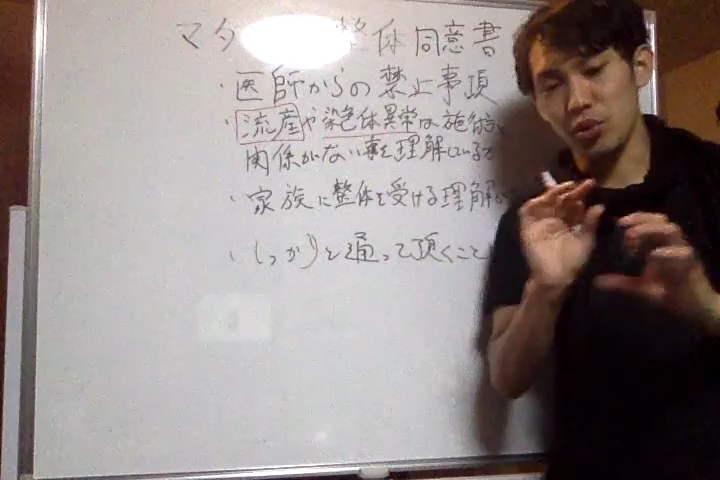 マタ 整体同意書
・医師からの禁止事項
・流産や染色体異常は施術
関係がない事を理解している
・家族に整体を受ける理解が
・しっかりと通って頂くこと